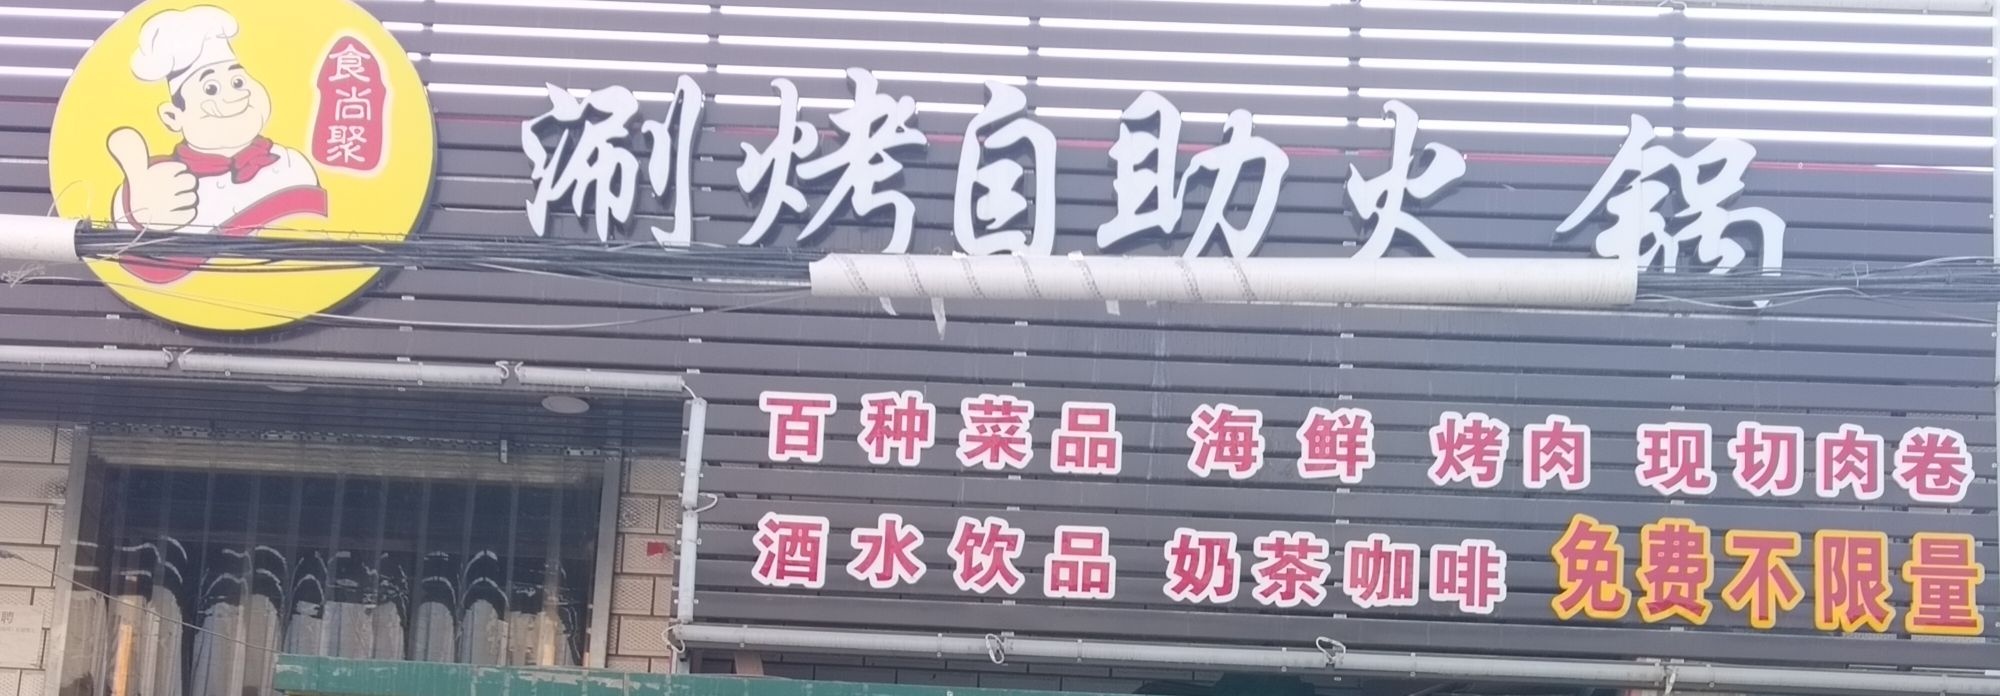 食尚聚
涮烤自助火锅
百种菜品 海鲜 烤肉 现切肉卷
酒水饮品 奶茶咖啡 免费不限量
聘